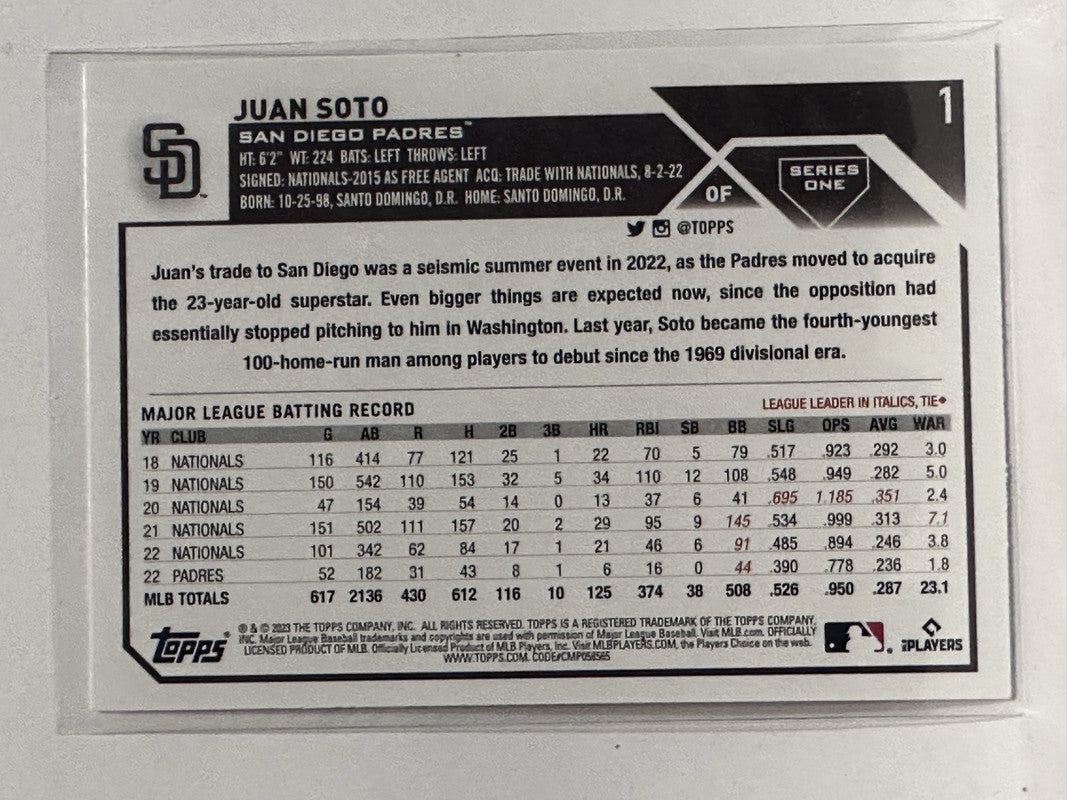 JUAN SOTO
1
SAN DIEGO PADRES™
HT: 6'2" WT: 224 BATS: LEFT THROWS: LEFT
SIGNED: NATIONALS-2015 AS FREE AGENT ACQ: TRADE WITH NATIONALS, 8-2-22
BORN: 10-25-98, SANTO DOMINGO, D.R. HOME: SANTO DOMINGO, D.R.
SD™
OF
SERIES
ONE
@TOPPS
Juan's trade to San Diego was a seismic summer event in 2022, as the Padres moved to acquire
the 23-year-old superstar. Even bigger things are expected now, since the opposition had
essentially stopped pitching to him in Washington. Last year, Soto became the fourth-youngest
100-home-run man among players to debut since the 1969 divisional era.
MAJOR LEAGUE BATTING RECORD LEAGUE LEADER IN ITALICS, TIE◆
YR CLUB G AB R H 2B 3B HR RBI SB BB SLG OPS AVG WAR
18 NATIONALS 116 414 77 121 25 1 22 70 5 79 .517 .923 .292 3.0
19 NATIONALS 150 542 110 153 32 5 34 110 12 108 .548 .949 .282 5.0
20 NATIONALS 47 154 39 54 14 0 13 37 6 41 .695 1.185 .351 2.4
21 NATIONALS 151 502 111 157 20 2 29 95 9 145 .534 .999 .313 7.1
22 NATIONALS 101 342 62 84 17 1 21 46 6 91 .485 .894 .246 3.8
22 PADRES 52 182 31 43 8 1 6 16 0 44 .390 .778 .236 1.8
MLB TOTALS 617 2136 430 612 116 10 125 374 38 508 .526 .950 .287 23.1
topps®
® & © 2023 THE TOPPS COMPANY, INC. ALL RIGHTS RESERVED. TOPPS IS A REGISTERED TRADEMARK OF THE TOPPS COMPANY,
INC. Major League Baseball trademarks and copyrights are used with permission of Major League Baseball. Visit MLB.com. OFFICIALLY
LICENSED PRODUCT OF MLB. Officially Licensed Product of MLB Players, Inc. Visit MLBPLAYERS.COM, the Players Choice on the web.
WWW.TOPPS.COM. CODE#
PLAYERS